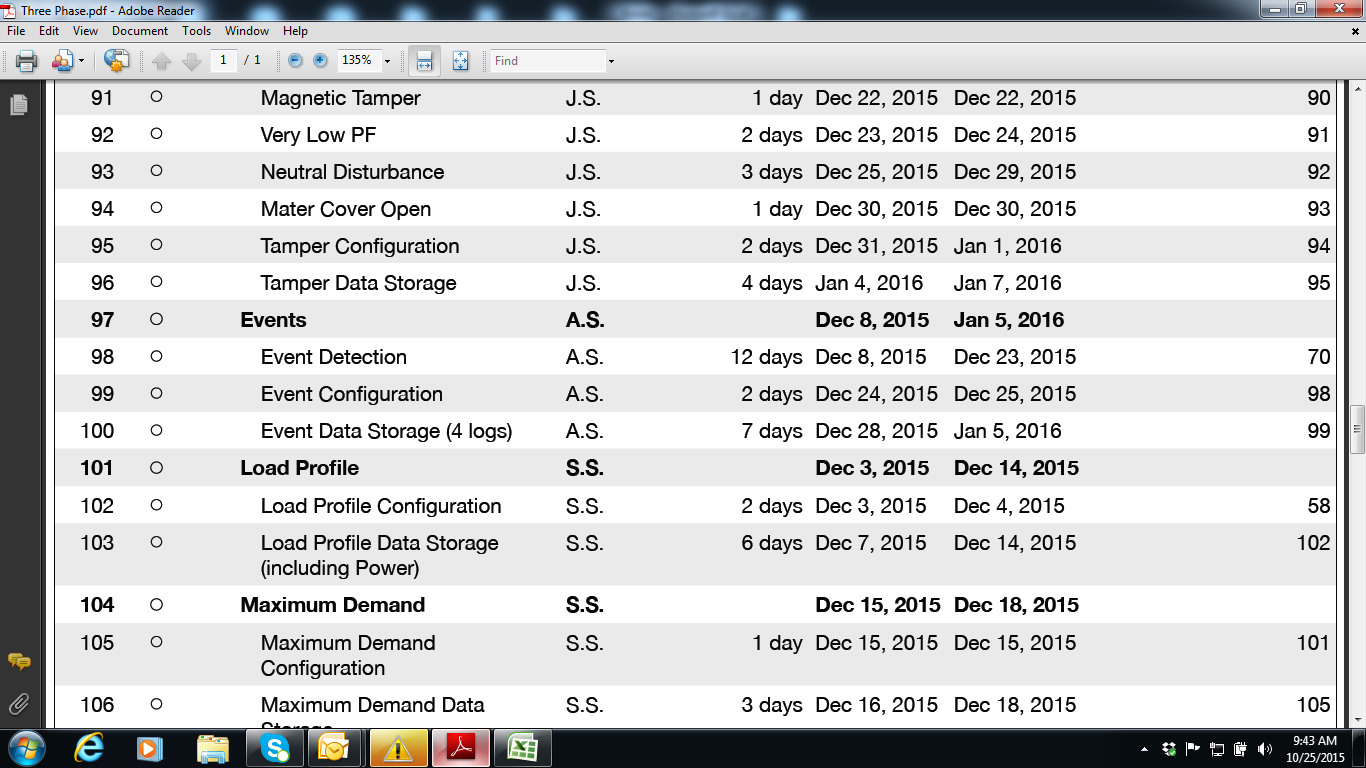 Three Phase.pdf - Adobe Reader
File Edit View Document Tools Window Help
1 / 1 135% Find
91 Magnetic Tamper J.S. 1 day Dec 22, 2015 Dec 22, 2015 90
92 Very Low PF J.S. 2 days Dec 23, 2015 Dec 24, 2015 91
93 Neutral Disturbance J.S. 3 days Dec 25, 2015 Dec 29, 2015 92
94 Mater Cover Open J.S. 1 day Dec 30, 2015 Dec 30, 2015 93
95 Tamper Configuration J.S. 2 days Dec 31, 2015 Jan 1, 2016 94
96 Tamper Data Storage J.S. 4 days Jan 4, 2016 Jan 7, 2016 95
97 Events A.S. Dec 8, 2015 Jan 5, 2016
98 Event Detection A.S. 12 days Dec 8, 2015 Dec 23, 2015 70
99 Event Configuration A.S. 2 days Dec 24, 2015 Dec 25, 2015 98
100 Event Data Storage (4 logs) A.S. 7 days Dec 28, 2015 Jan 5, 2016 99
101 Load Profile S.S. Dec 3, 2015 Dec 14, 2015
102 Load Profile Configuration S.S. 2 days Dec 3, 2015 Dec 4, 2015 58
103 Load Profile Data Storage S.S. 6 days Dec 7, 2015 Dec 14, 2015 102
(including Power)
104 Maximum Demand S.S. Dec 15, 2015 Dec 18, 2015
105 Maximum Demand S.S. 1 day Dec 15, 2015 Dec 15, 2015 101
Configuration
106 Maximum Demand Data S.S. 3 days Dec 16, 2015 Dec 18, 2015 105
Storage
9:43 AM
10/25/2015